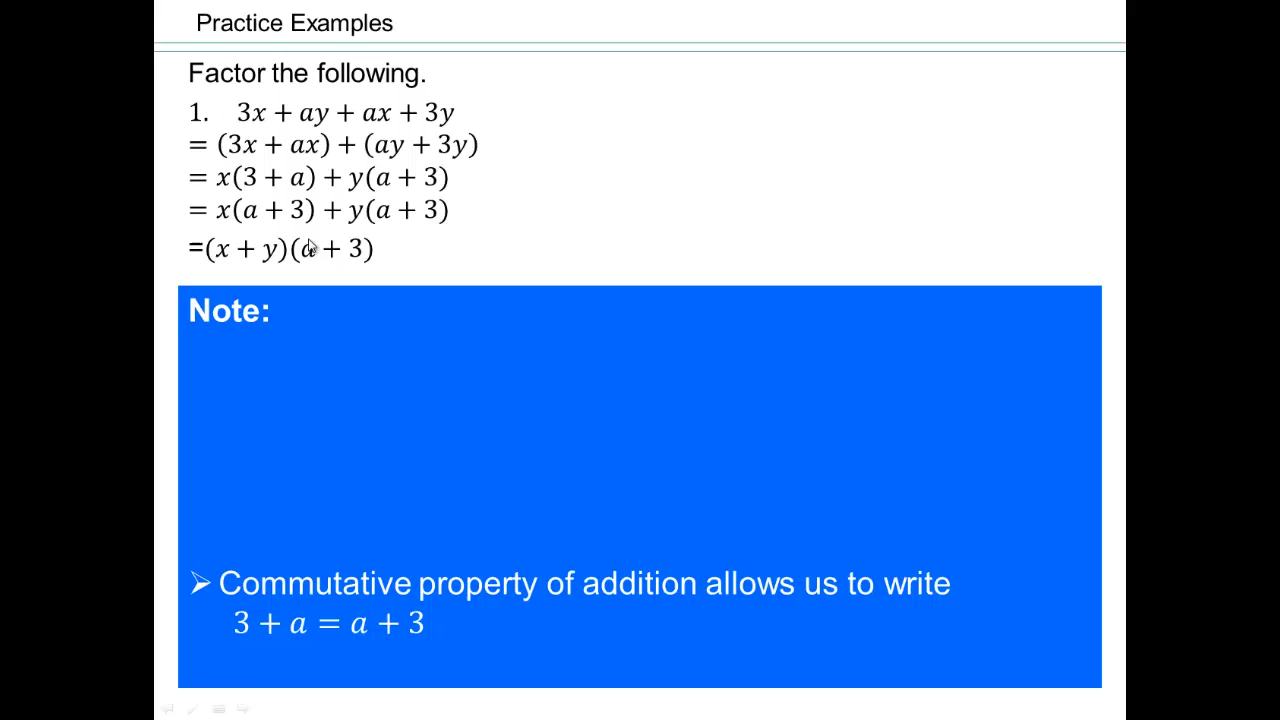 Practice Examples
Factor the following.
1. 3x + ay + ax + 3y
= (3x + ax) + (ay + 3y)
= x(3 + a) + y(a + 3)
= x(a + 3) + y(a + 3)
=(x + y)(a + 3)
Note:
➢ Commutative property of addition allows us to write
3 + a = a + 3